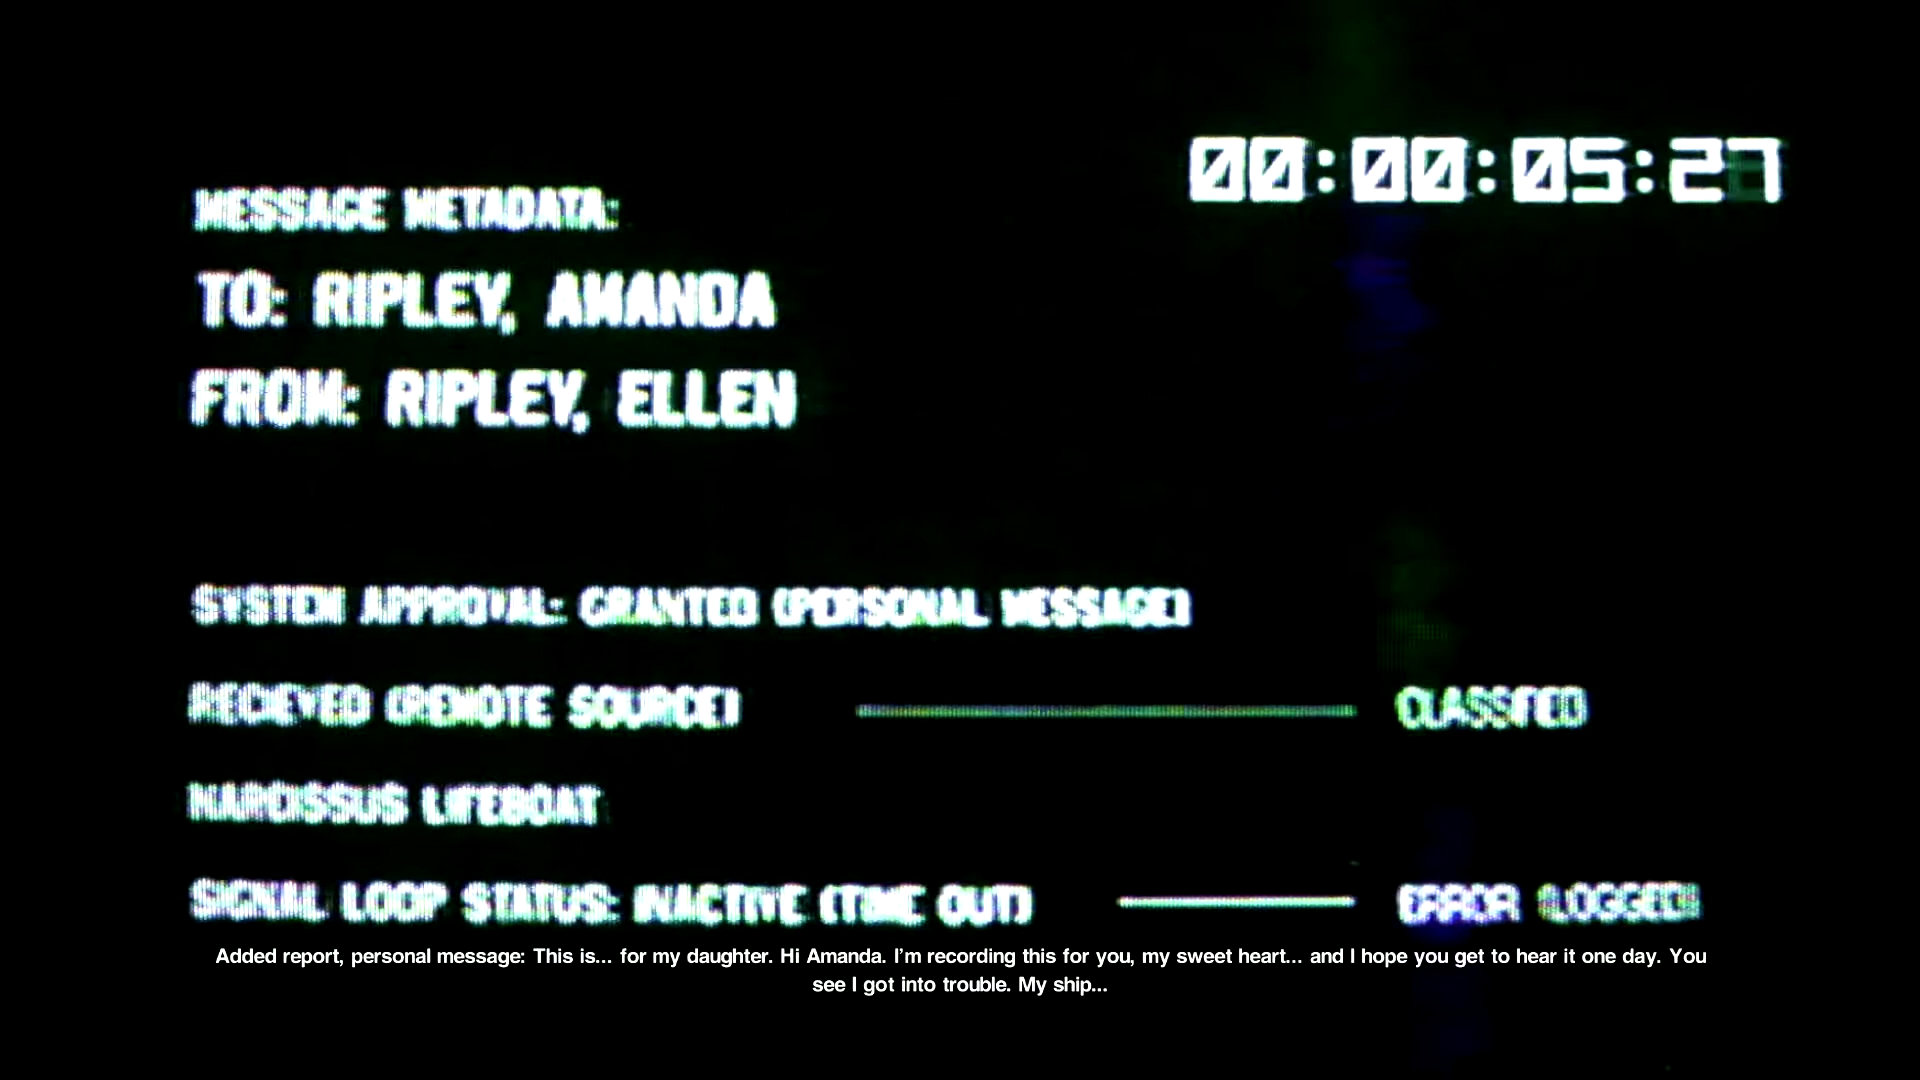 00:00:05:27
MESSAGE METADATA:
TO: RIPLEY, AMANDA
FROM: RIPLEY, ELLEN
SYSTEM APPROVAL: GRANTED (PERSONAL MESSAGE)
RECIEVED (REMOTE SOURCE) CLASSIFIED
NARCISSUS LIFEBOAT
SIGNAL LOOP STATUS: INACTIVE (TIME OUT) ERROR (LOGGED)
Added report, personal message: This is... for my daughter. Hi Amanda. I'm recording this for you, my sweet heart... and I hope you get to hear it one day. You
see I got into trouble. My ship...